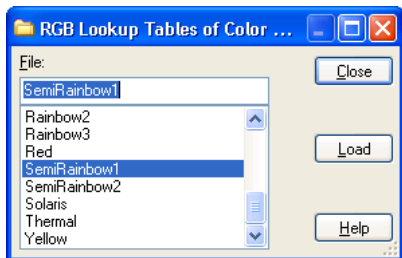 RGB Lookup Tables of Color ...
File:
SemiRainbow1
Close
Rainbow2
Rainbow3
Red
SemiRainbow1
SemiRainbow2
Solaris
Thermal
Yellow
Load
Help